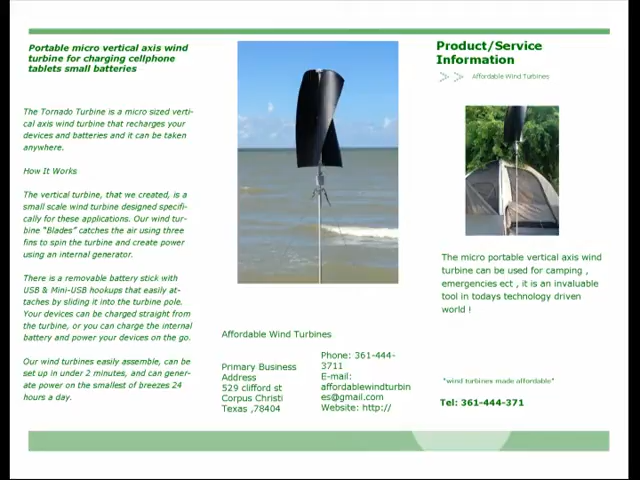 Portable micro vertical axis wind
turbine for charging cellphone
tablets small batteries
The Tornado Turbine is a micro sized verti-
cal axis wind turbine that recharges your
devices and batteries and it can be taken
anywhere.
How It Works
The vertical turbine, that we created, is a
small scale wind turbine designed specifi-
cally for these applications. Our wind tur-
bine “Blades” catches the air using three
fins to spin the turbine and create power
using an internal generator.
There is a removable battery stick with
USB & Mini-USB hookups that easily at-
taches by sliding it into the turbine pole.
Your devices can be charged straight from
the turbine, or you can charge the internal
battery and power your devices on the go.
Our wind turbines easily assemble, can be
set up in under 2 minutes, and can gener-
ate power on the smallest of breezes 24
hours a day.
Affordable Wind Turbines
Primary Business
Address
529 clifford st
Corpus Christi
Texas ,78404
Phone: 361-444-
3711
E-mail:
affordablewindturbin
es@gmail.com
Website: http://
Product/Service
Information
Affordable Wind Turbines
The micro portable vertical axis wind
turbine can be used for camping ,
emergencies ect , it is an invaluable
tool in todays technology driven
world !
"wind turbines made affordable"
Tel: 361-444-371